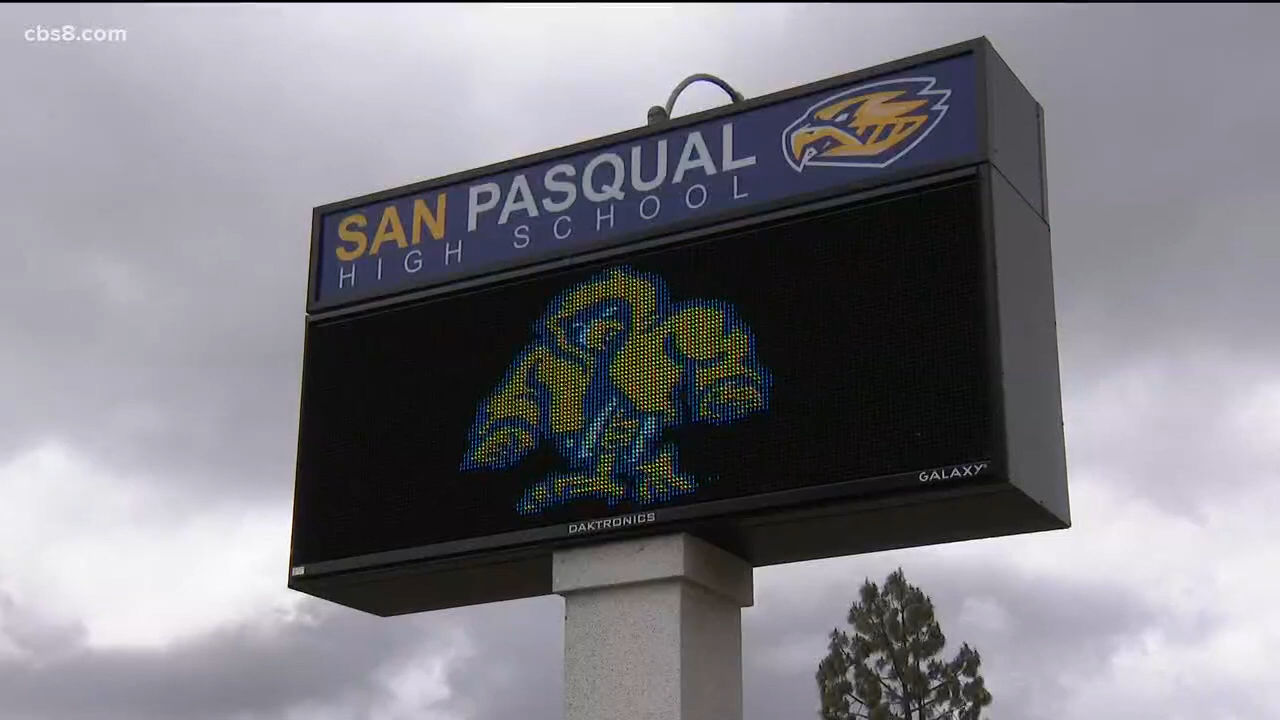 cbs8.com
SAN PASQUAL
HIGH SCHOOL
GALAXY
DAKTRONICS